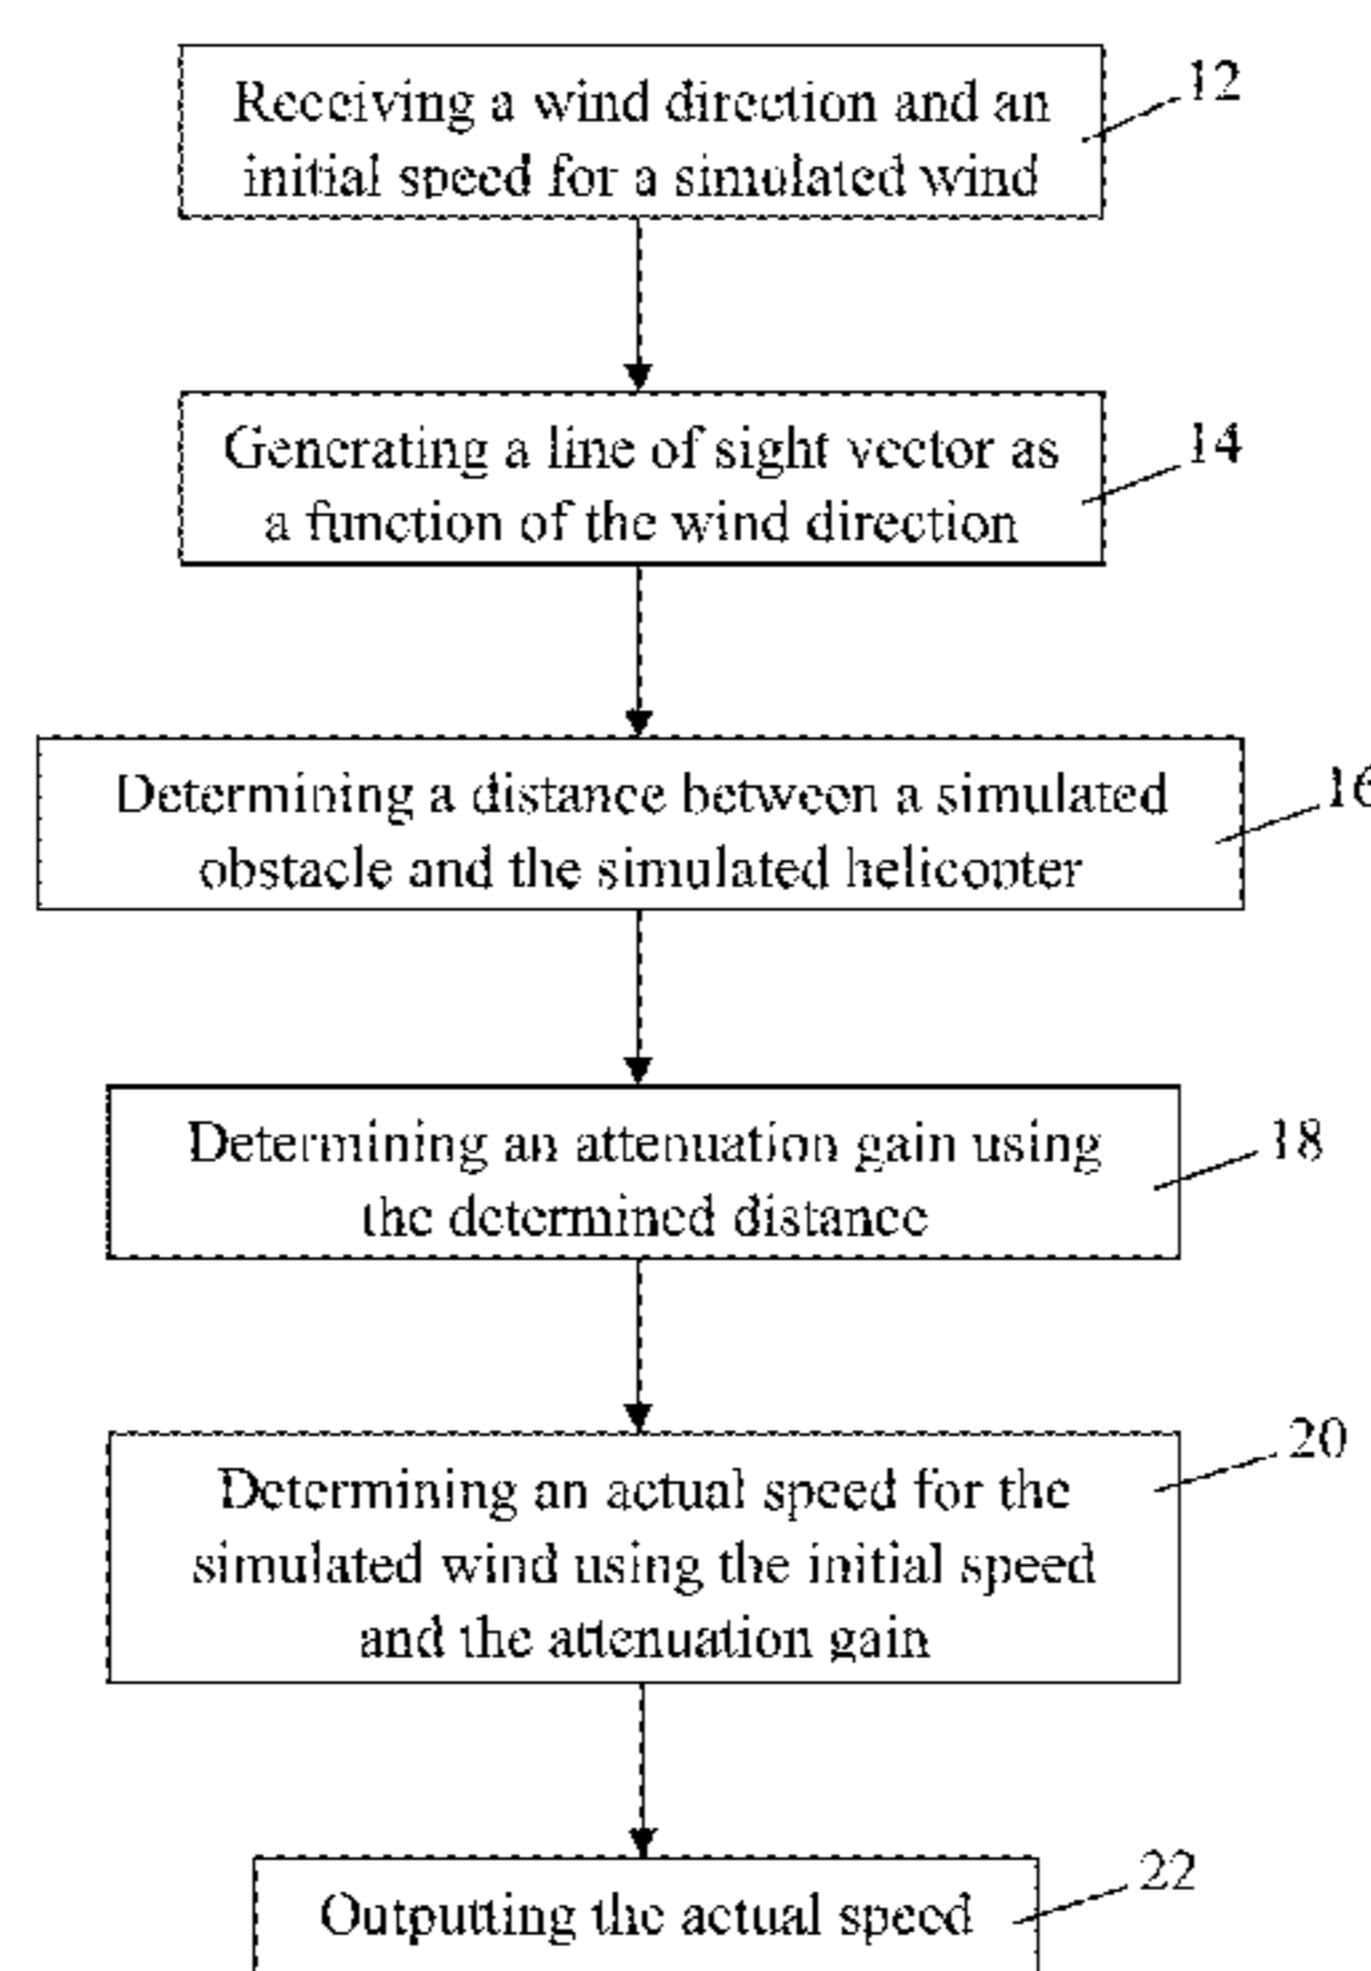 Receiving a wind direction and an
initial speed for a simulated wind
12
Generating a line of sight vector as
a function of the wind direction
14
Determining a distance between a simulated
obstacle and the simulated helicopter
16
Determining an attenuation gain using
the determined distance
18
Determining an actual speed for the
simulated wind using the initial speed
and the attenuation gain
20
Outputting the actual speed
22